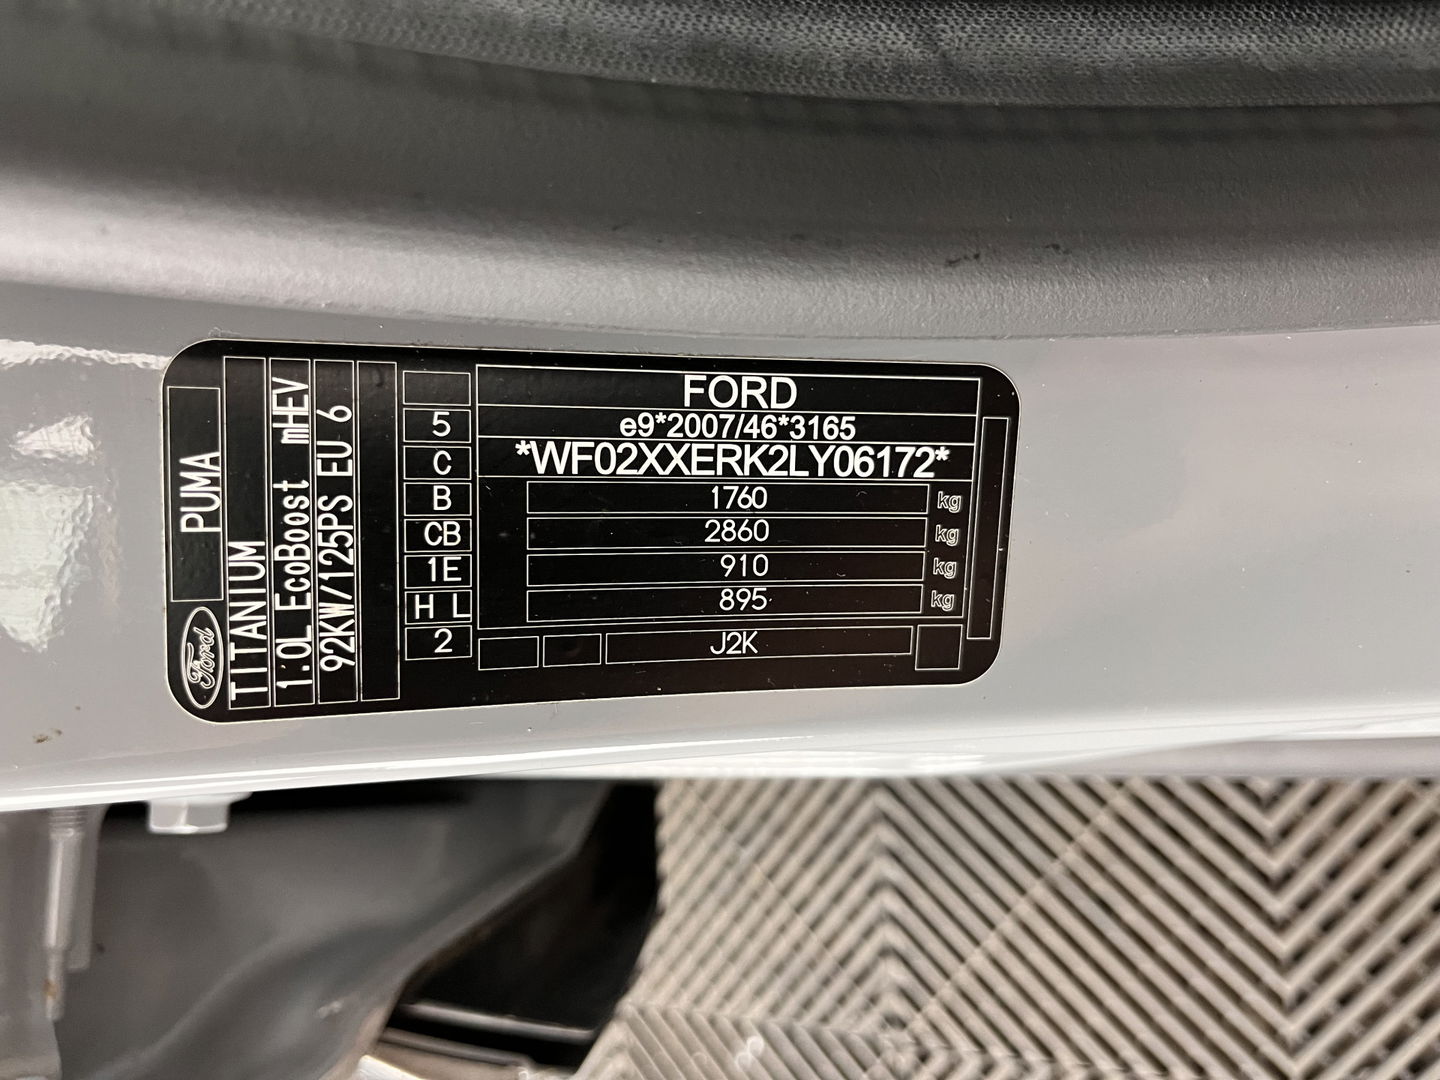 FORD
5 e9*2007/46*3165
C *WF02XXERK2LY06172*
B 1760 kg
CB 2860 kg
1E 910 kg
H L 895 kg
2 J2K
Ford PUMA
TITANIUM
1.0L EcoBoost mHEV
92KW/125PS EU 6